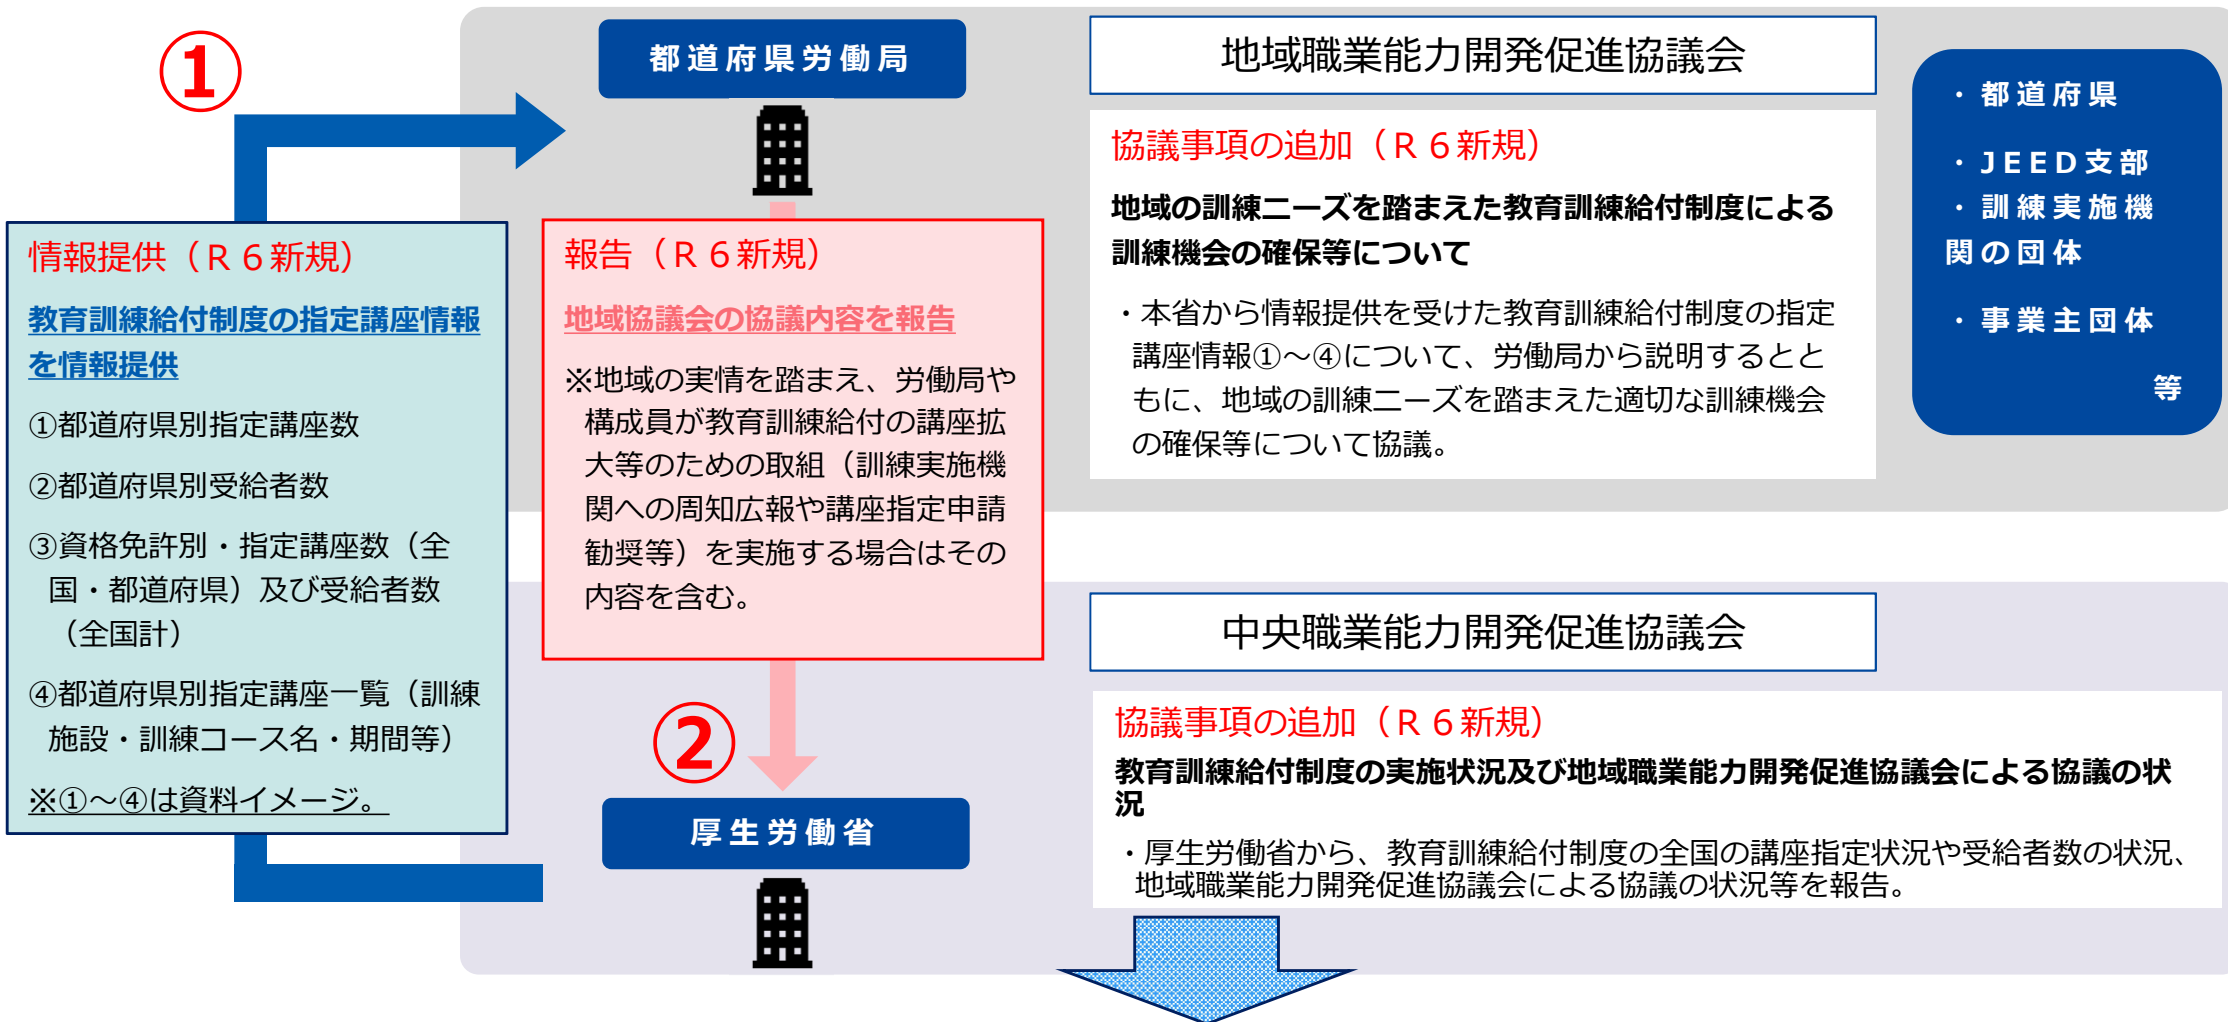 ①
都道府県労働局
地域職業能力開発促進協議会
・都道府県
・JEED支部
・訓練実施機
関の団体
・事業主団体
等
協議事項の追加（Ｒ６新規）
地域の訓練ニーズを踏まえた教育訓練給付制度による
訓練機会の確保等について
・本省から情報提供を受けた教育訓練給付制度の指定
講座情報①～④について、労働局から説明するとと
もに、地域の訓練ニーズを踏まえた適切な訓練機会
の確保等について協議。
情報提供（Ｒ６新規）
教育訓練給付制度の指定講座情報
を情報提供
①都道府県別指定講座数
②都道府県別受給者数
③資格免許別・指定講座数（全
国・都道府県）及び受給者数
（全国計）
④都道府県別指定講座一覧（訓練
施設・訓練コース名・期間等）
※①～④は資料イメージ。
報告（Ｒ６新規）
地域協議会の協議内容を報告
※地域の実情を踏まえ、労働局や
構成員が教育訓練給付の講座拡
大等のための取組（訓練実施機
関への周知広報や講座指定申請
勧奨等）を実施する場合はその
内容を含む。
②
厚生労働省
中央職業能力開発促進協議会
協議事項の追加（Ｒ６新規）
教育訓練給付制度の実施状況及び地域職業能力開発促進協議会による協議の状
況
・厚生労働省から、教育訓練給付制度の全国の講座指定状況や受給者数の状況、
地域職業能力開発促進協議会による協議の状況等を報告。